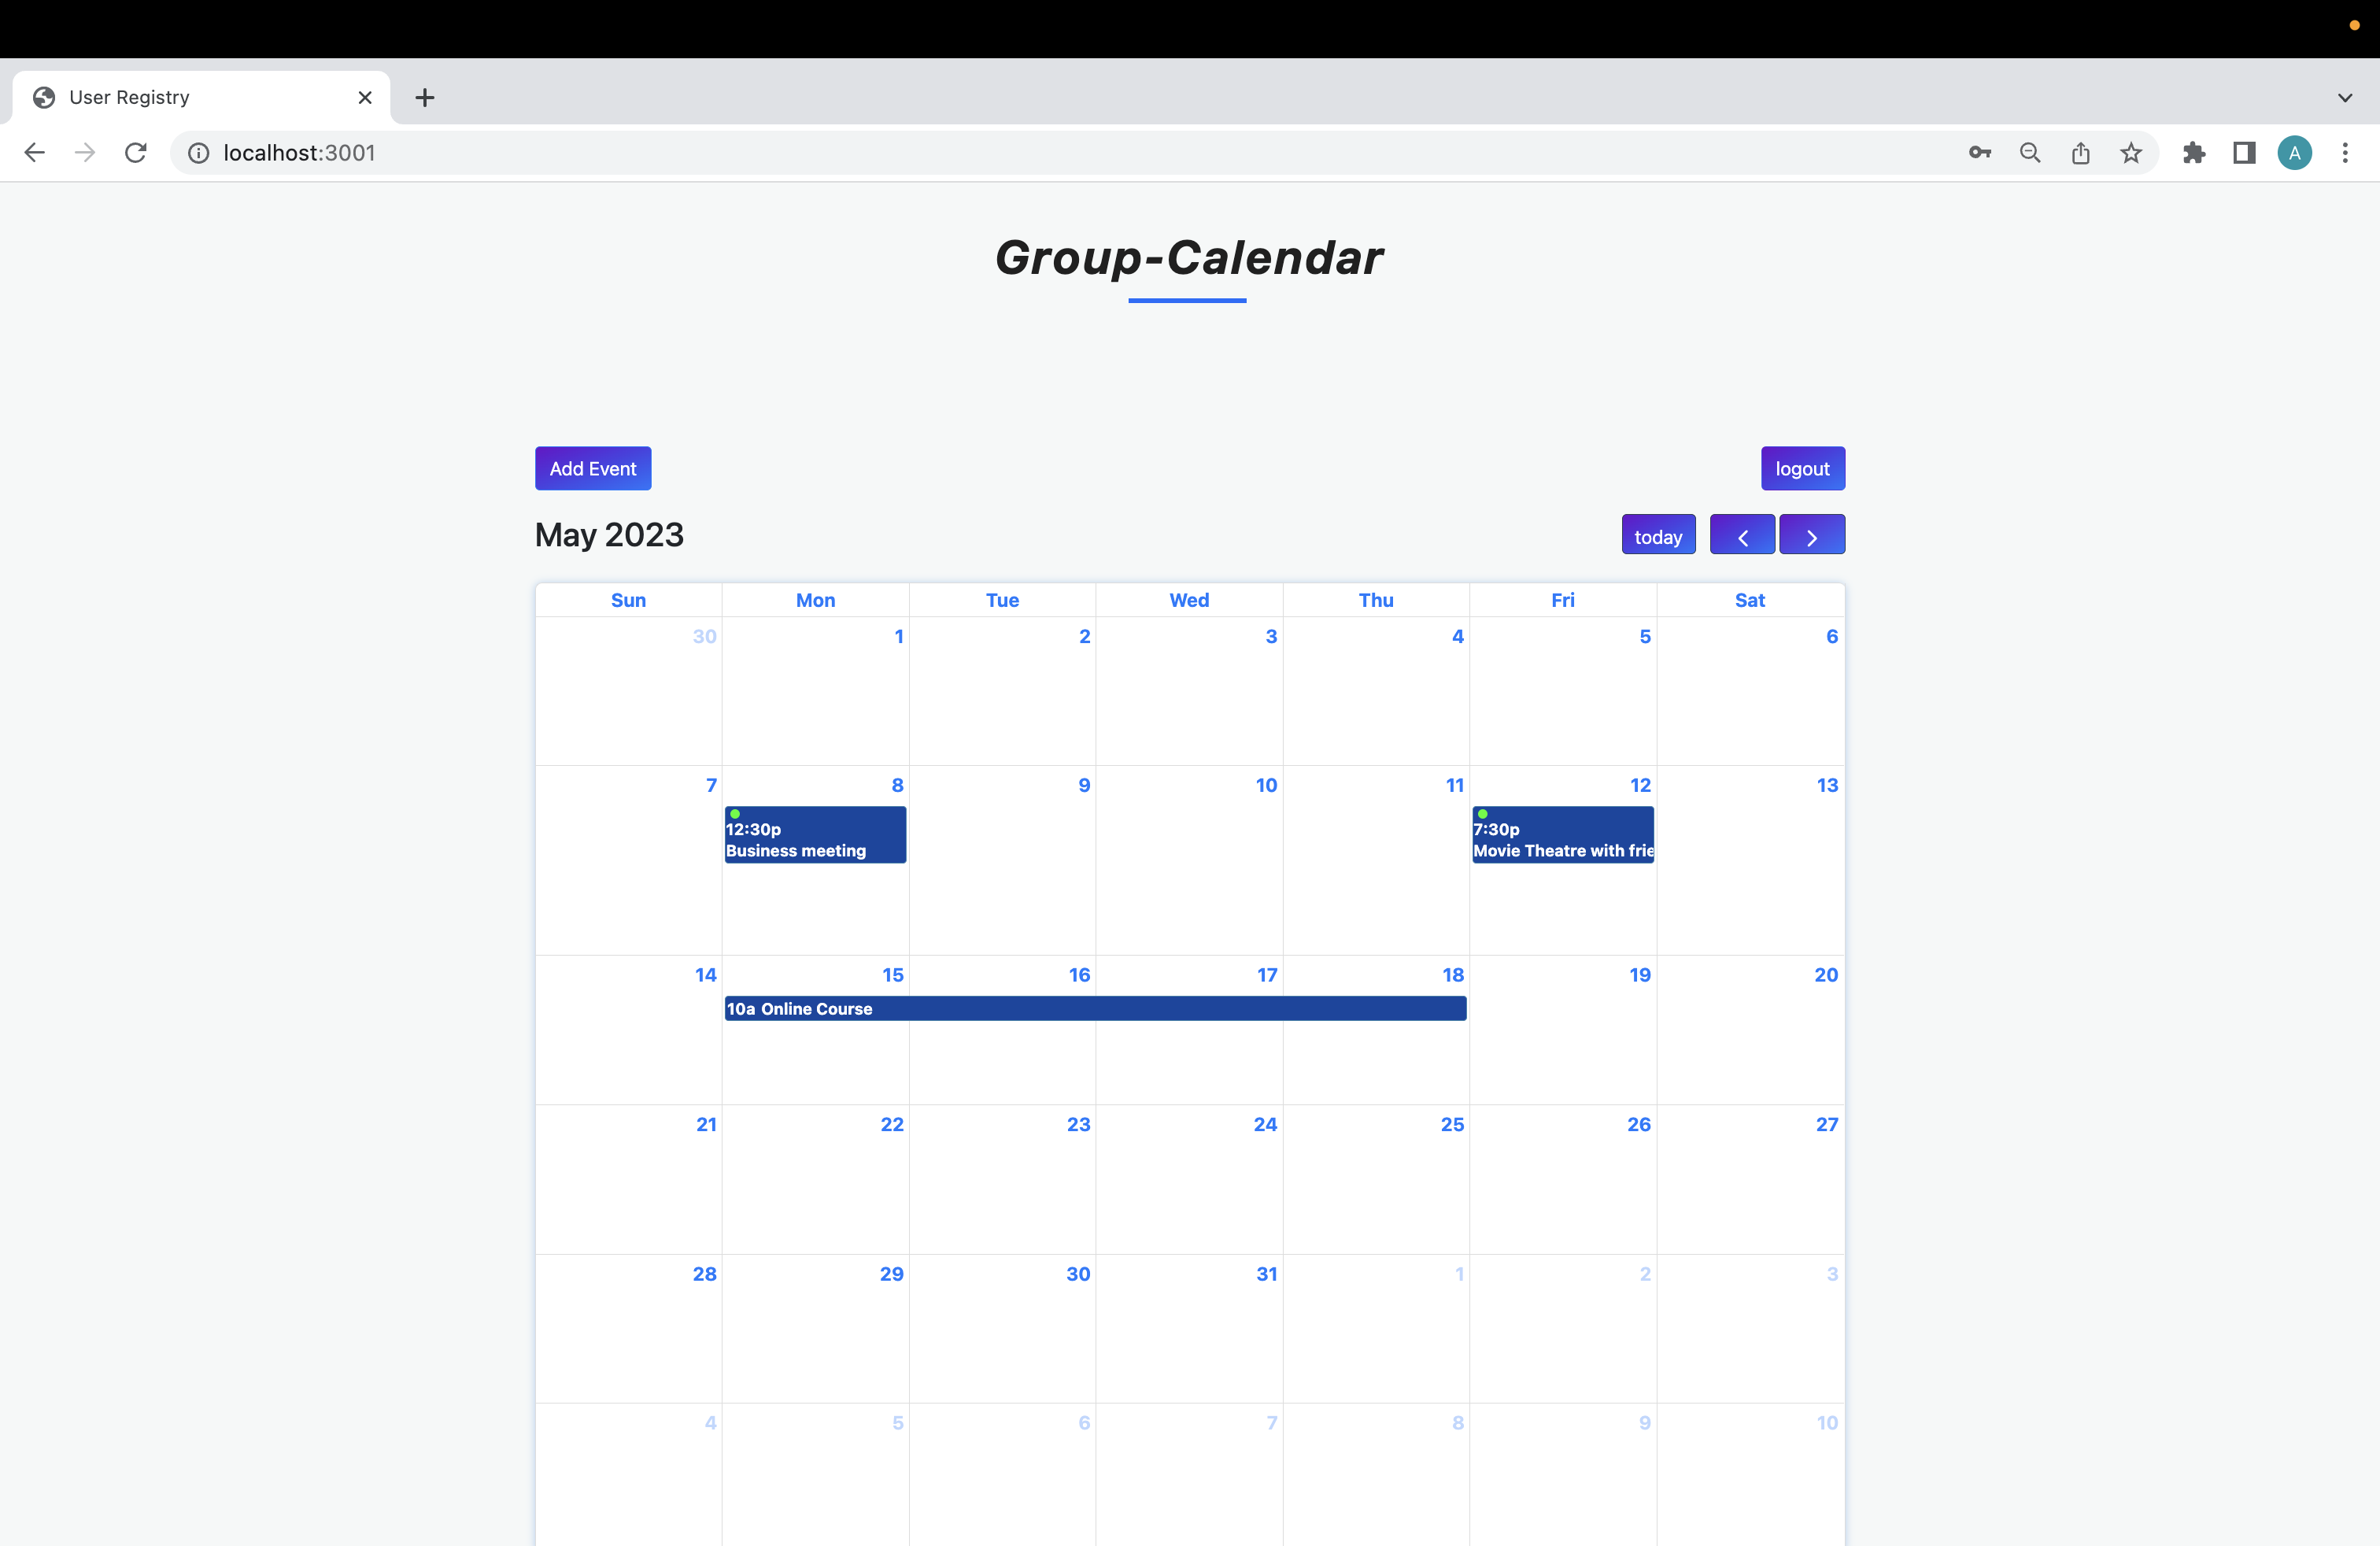 User Registry
localhost:3001
A
Group-Calendar
Add Event
logout
May 2023
today
Sun Mon Tue Wed Thu Fri Sat
30 1 2 3 4 5 6
7 8 9 10 11 12 13
12:30p
Business meeting
7:30p
Movie Theatre with frie
14 15 16 17 18 19 20
10a Online Course
21 22 23 24 25 26 27
28 29 30 31 1 2 3
4 5 6 7 8 9 10